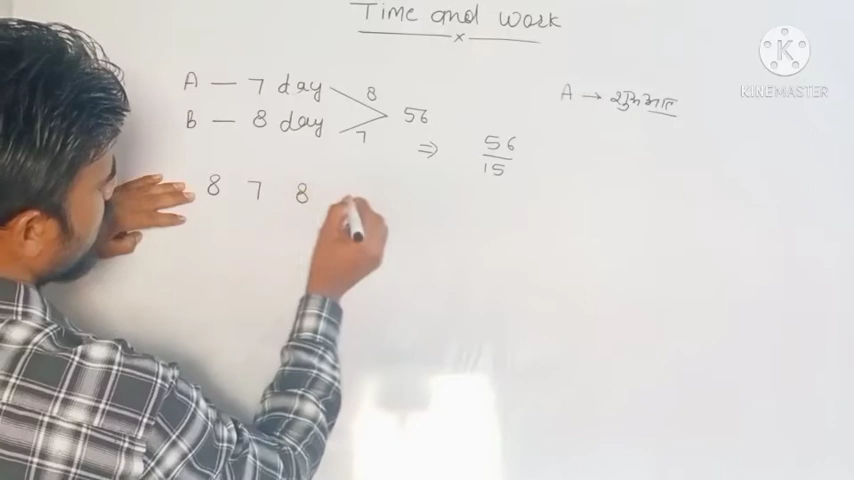 Time and work
A — 7 day 8
B — 8 day 7 56
A → शुरुआत
⇒ 56
15
8 7 8
KINEMASTER